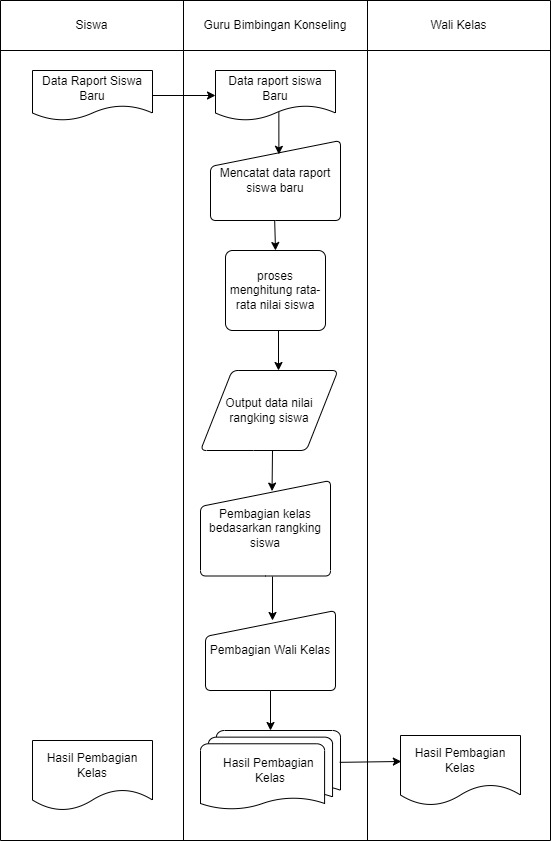 Siswa
Guru Bimbingan Konseling
Wali Kelas
Data Raport Siswa
Baru
Data raport siswa
Baru
Mencatat data raport
siswa baru
proses
menghitung rata-
rata nilai siswa
Output data nilai
rangking siswa
Pembagian kelas
bedasarkan rangking
siswa
Pembagian Wali Kelas
Hasil Pembagian
Kelas
Hasil Pembagian
Kelas
Hasil Pembagian
Kelas